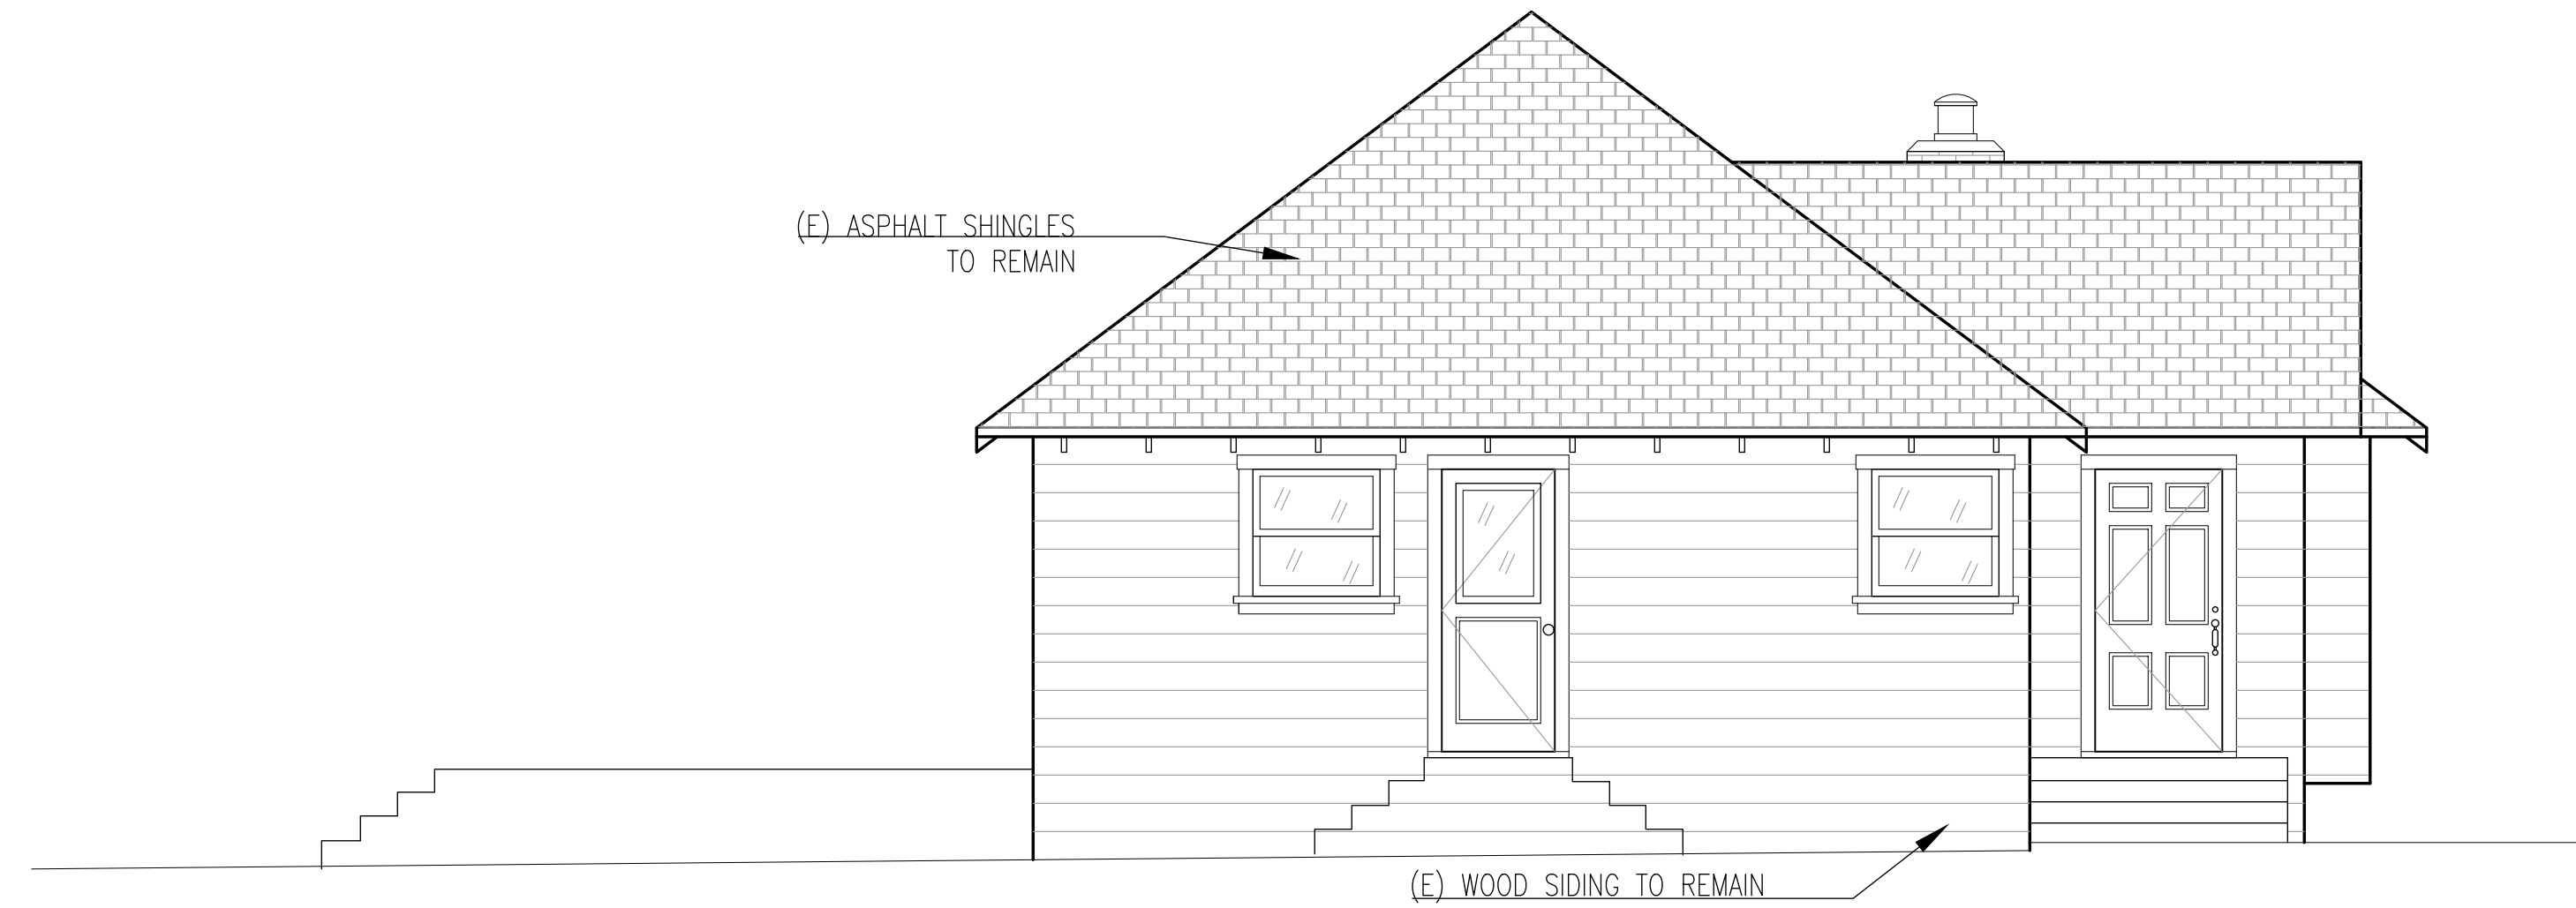 (E) ASPHALT SHINGLES
TO REMAIN
(E) WOOD SIDING TO REMAIN